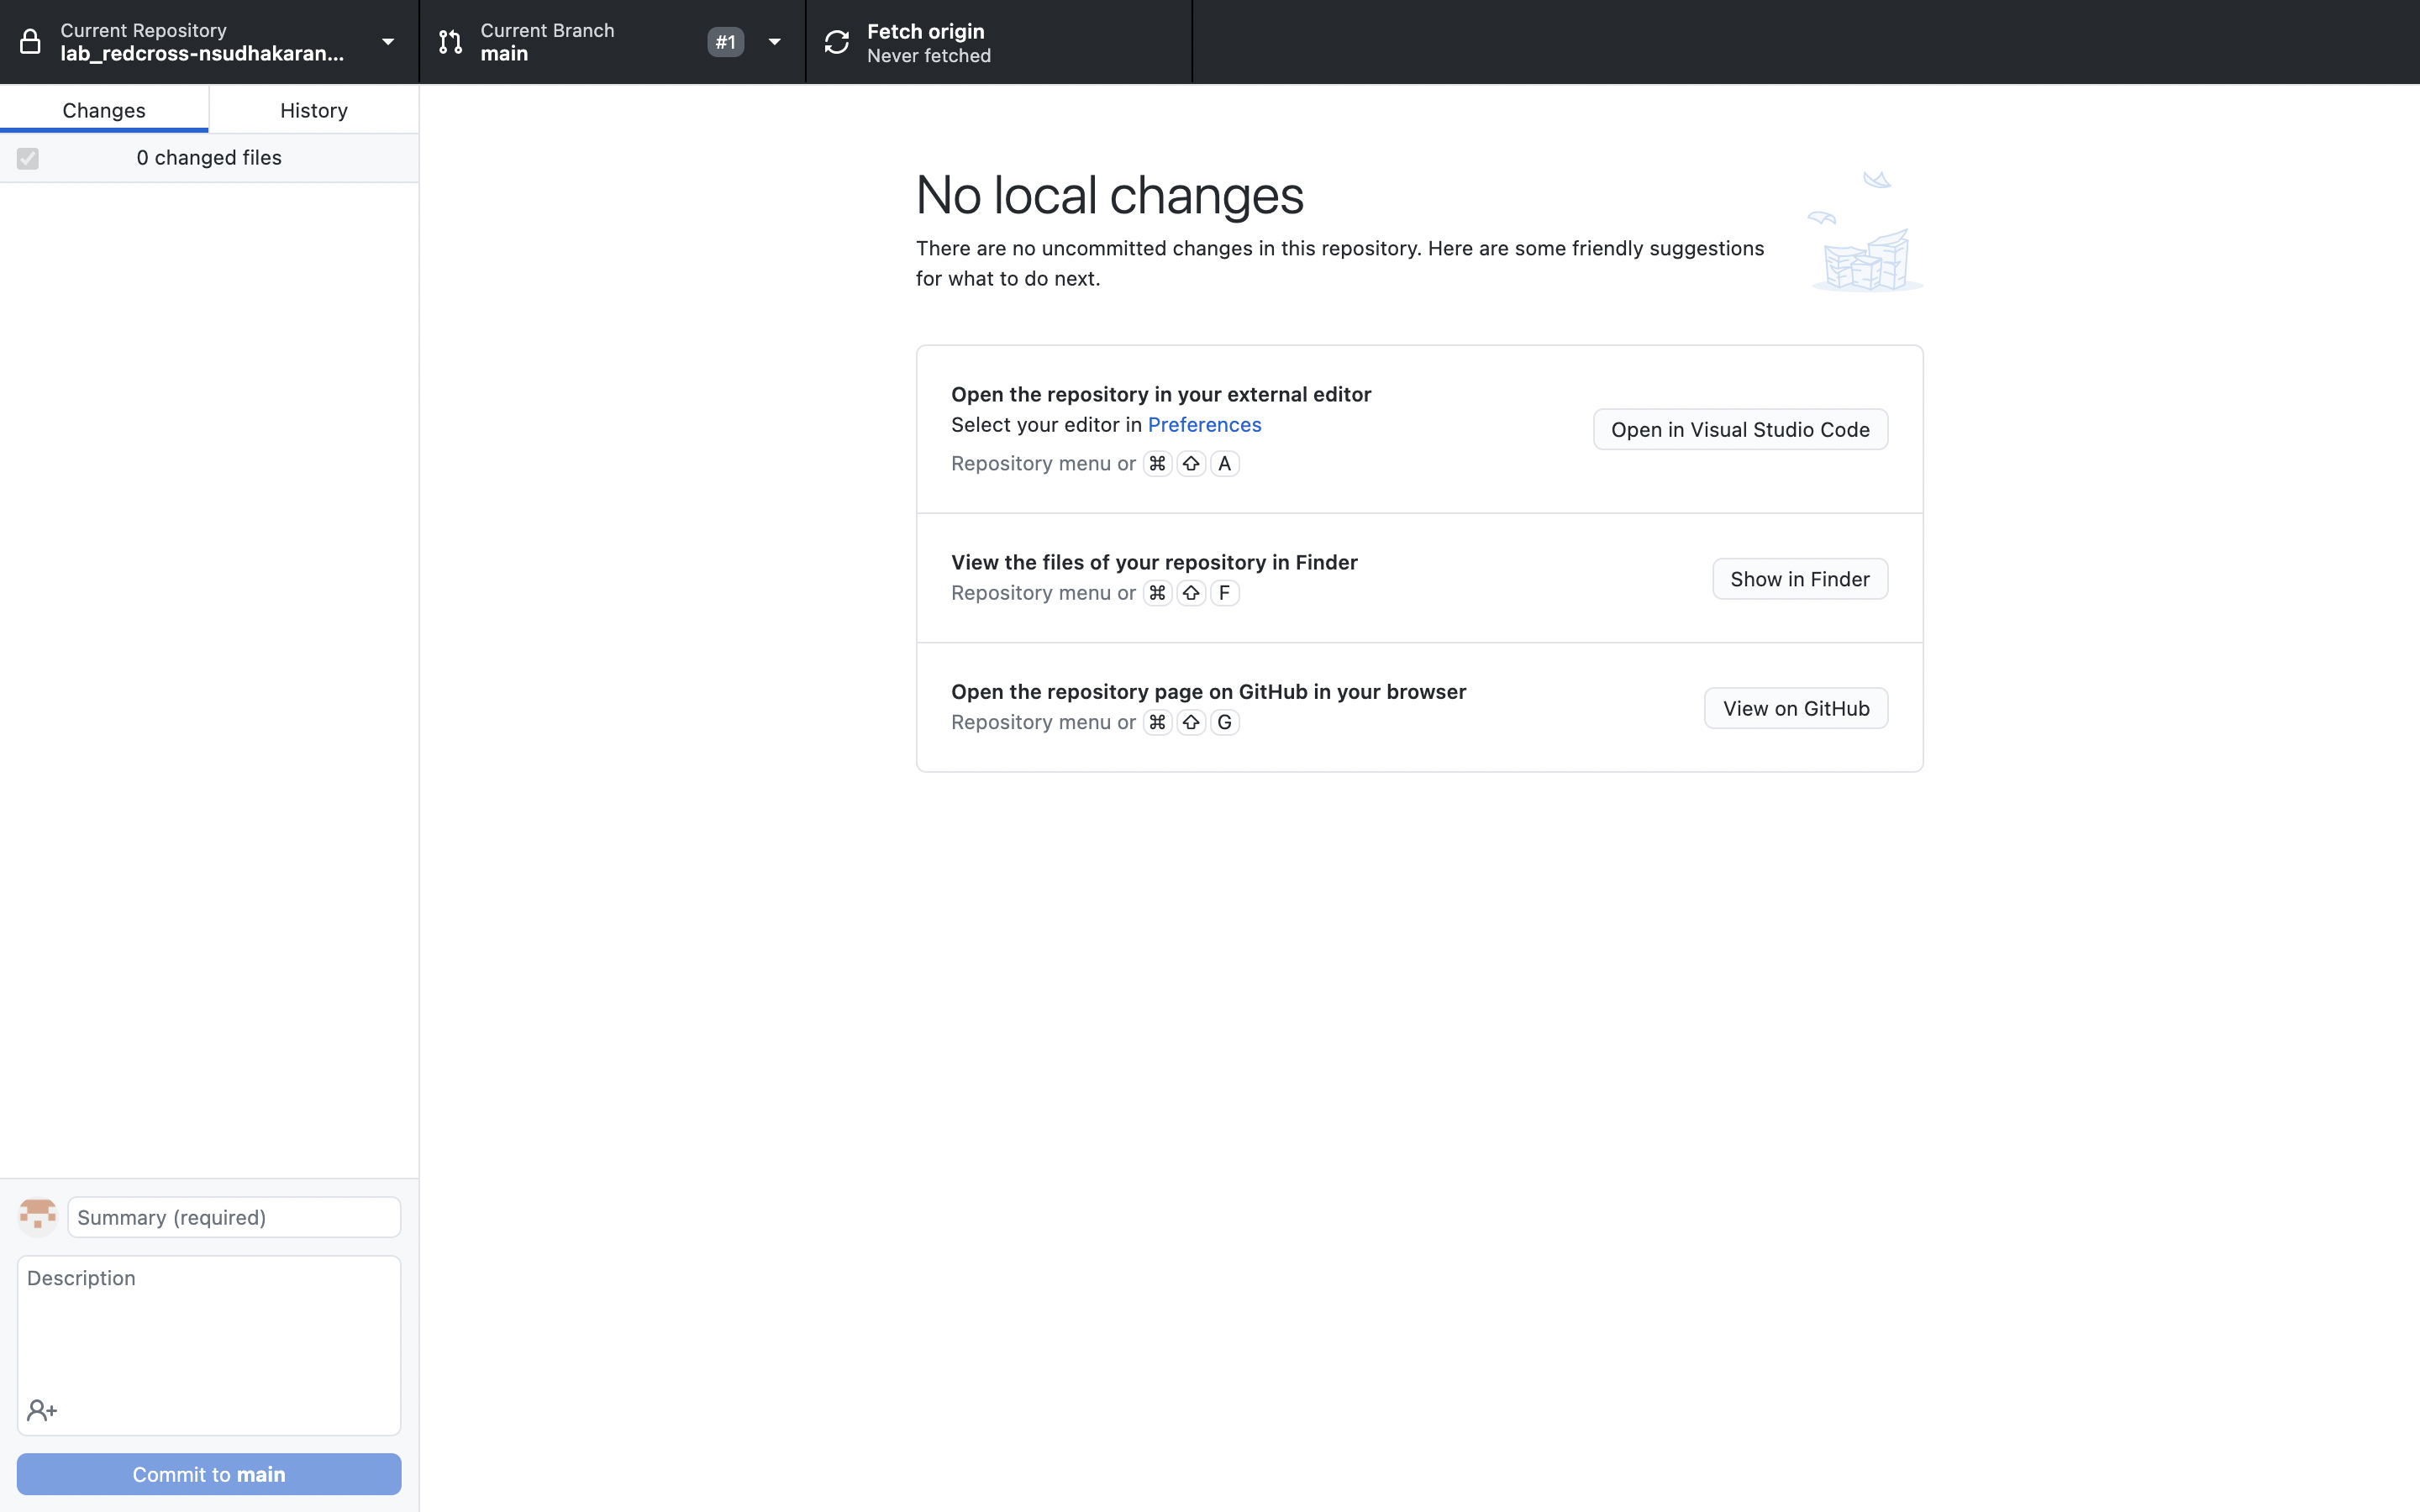 Current Repository
lab_redcross-nsudhakaran...
Current Branch
main
#1
Fetch origin
Never fetched
Changes
History
0 changed files
No local changes
There are no uncommitted changes in this repository. Here are some friendly suggestions
for what to do next.
Open the repository in your external editor
Select your editor in Preferences
Repository menu or ⌘ ⇧ A
Open in Visual Studio Code
View the files of your repository in Finder
Repository menu or ⌘ ⇧ F
Show in Finder
Open the repository page on GitHub in your browser
Repository menu or ⌘ ⇧ G
View on GitHub
Summary (required)
Description
Commit to main